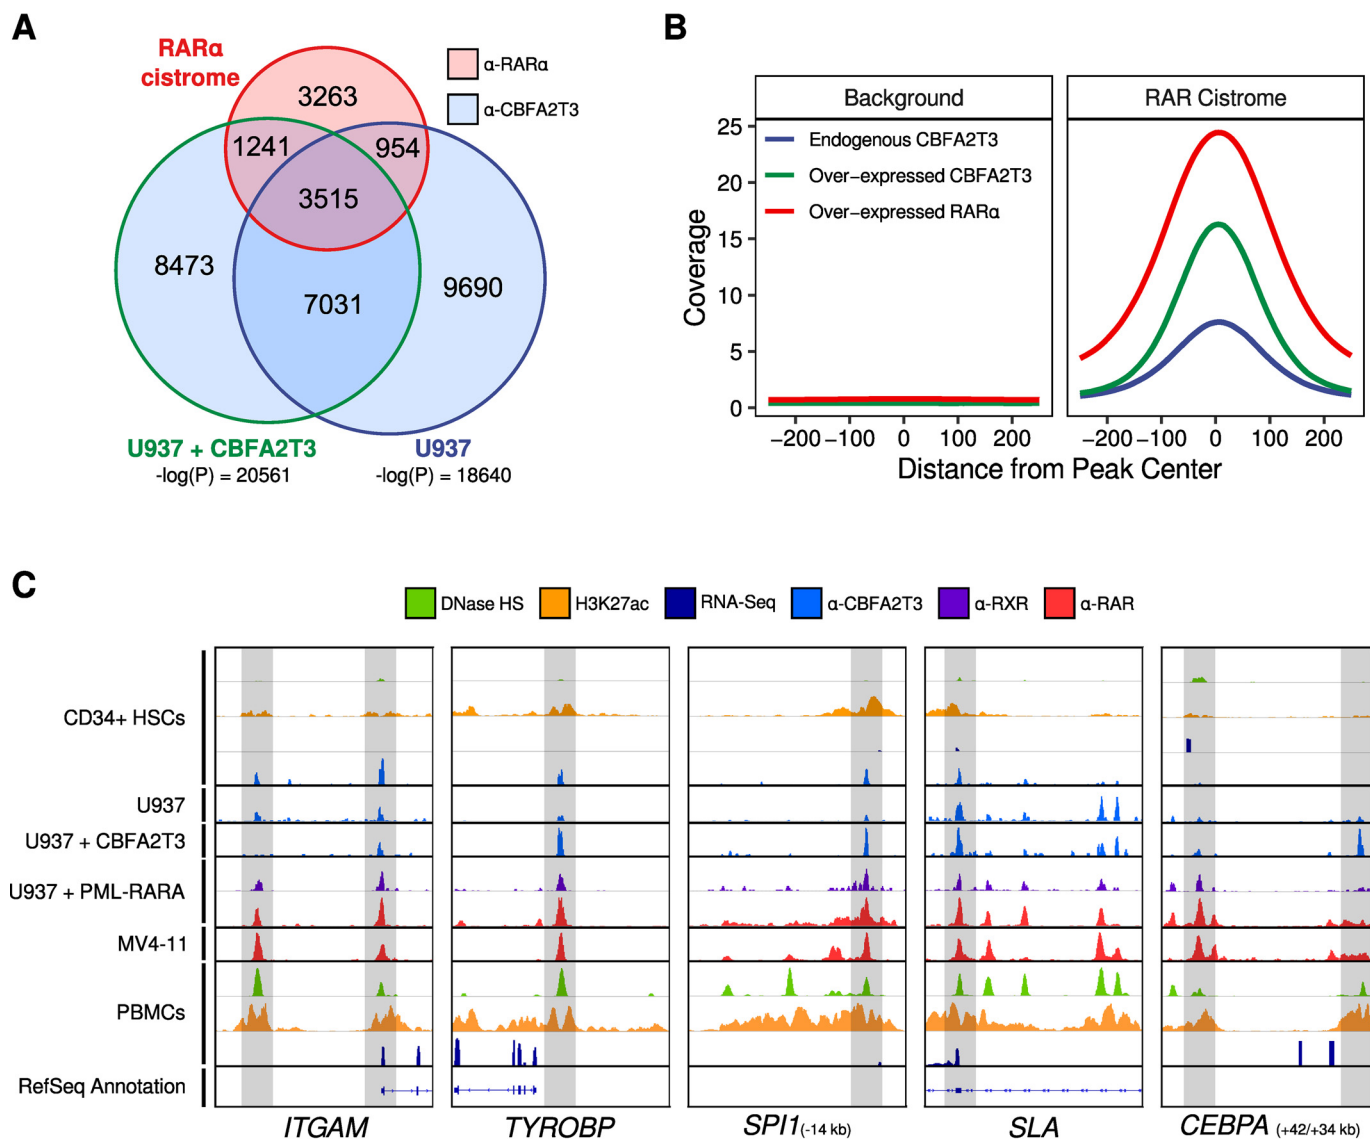 A
RARα
cistrome
α-RARα
α-CBFA2T3
3263
1241
954
3515
8473
7031
9690
U937 + CBFA2T3
-log(P) = 20561
U937
-log(P) = 18640
B
Background
RAR Cistrome
Endogenous CBFA2T3
Over−expressed CBFA2T3
Over−expressed RARα
Coverage
25
20
15
10
5
0
−200 −100 0 100 200
−200 −100 0 100 200
Distance from Peak Center
C
DNase HS
H3K27ac
RNA-Seq
α-CBFA2T3
α-RXR
α-RAR
CD34+ HSCs
U937
U937 + CBFA2T3
U937 + PML-RARA
MV4-11
PBMCs
RefSeq Annotation
ITGAM
TYROBP
SPI1 (-14 kb)
SLA
CEBPA (+42/+34 kb)